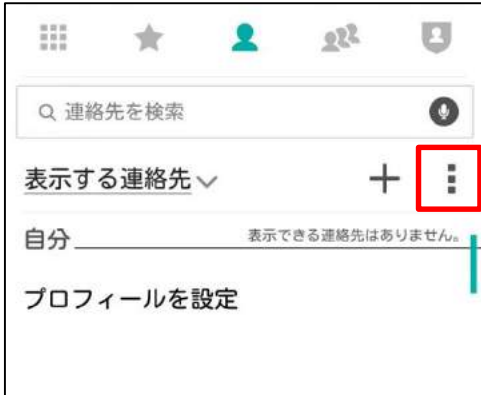 連絡先を検索
表示する連絡先
自分 表示できる連絡先はありません。
プロフィールを設定